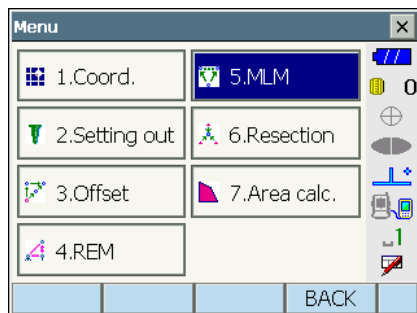 Menu
1.Coord.
5.MLM
2.Setting out
6.Resection
3.Offset
7.Area calc.
4.REM
0
1
BACK